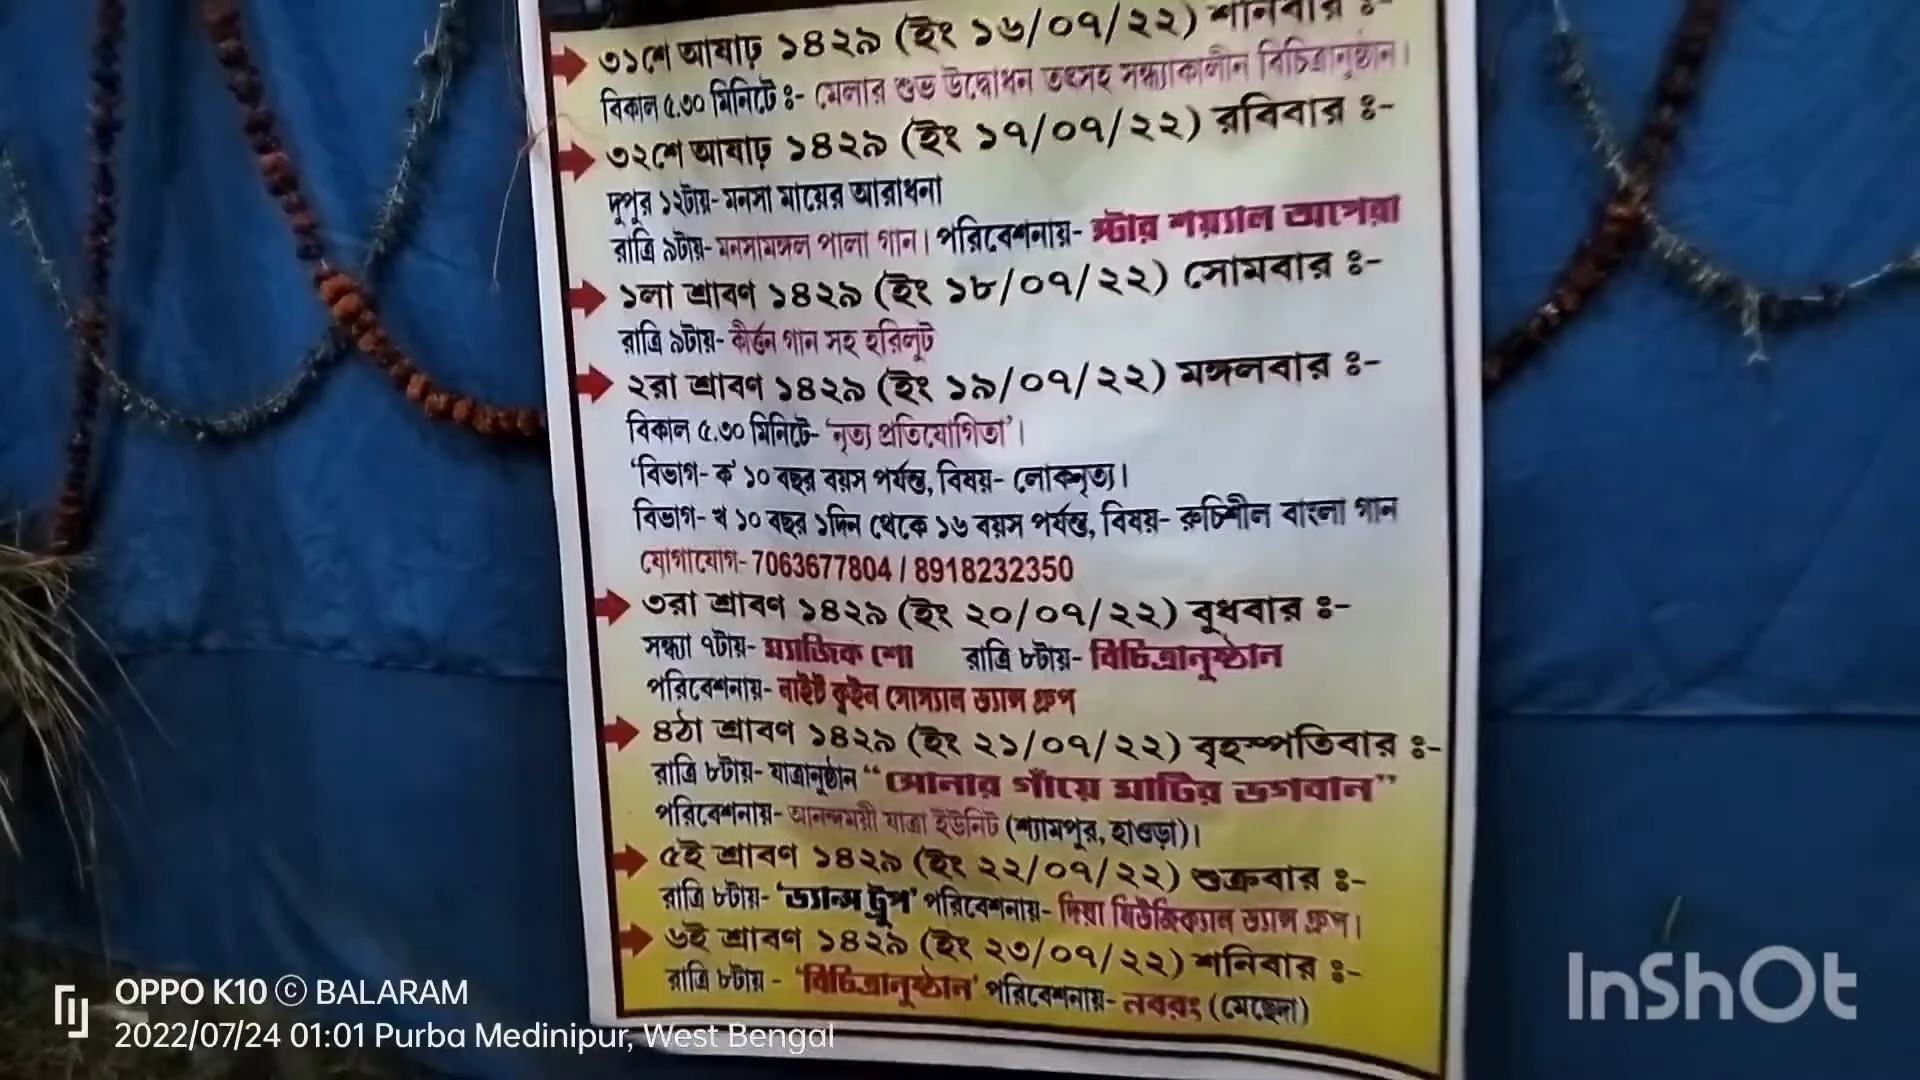 ৩১শে আষাঢ় ১৪২৯ (ইং ১৬/০৭/২২) শনিবার ঃ-
বিকাল ৫.৩০ মিনিটে ঃ- মেলার শুভ উদ্বোধন তৎসহ সন্ধ্যাকালীন বিচিত্রানুষ্ঠান।
৩২শে আষাঢ় ১৪২৯ (ইং ১৭/০৭/২২) রবিবার ঃ-
দুপুর ১২টায়- মনসা মায়ের আরাধনা
রাত্রি ৯টায়- মনসামঙ্গল পালা গান। পরিবেশনায়- স্টার শয়্যাল অপেরা
১লা শ্রাবণ ১৪২৯ (ইং ১৮/০৭/২২) সোমবার ঃ-
রাত্রি ৯টায়- কীর্ত্তন গান সহ হরিলুট
২রা শ্রাবণ ১৪২৯ (ইং ১৯/০৭/২২) মঙ্গলবার ঃ-
বিকাল ৫.৩০ মিনিটে- 'নৃত্য প্রতিযোগিতা'।
'বিভাগ- ক' ১০ বছর বয়স পর্যন্ত, বিষয়- লোকনৃত্য।
বিভাগ- খ ১০ বছর ১দিন থেকে ১৬ বয়স পর্যন্ত, বিষয়- রুচিশীল বাংলা গান
যোগাযোগ- 7063677804 / 8918232350
৩রা শ্রাবণ ১৪২৯ (ইং ২০/০৭/২২) বুধবার ঃ-
সন্ধ্যা ৭টায়- ম্যাজিক শো রাত্রি ৮টায়- বিচিত্রানুষ্ঠান
পরিবেশনায়- নাইট কুইন সোস্যাল ড্যান্স গ্রুপ
৪ঠা শ্রাবণ ১৪২৯ (ইং ২১/০৭/২২) বৃহস্পতিবার ঃ-
রাত্রি ৮টায়- যাত্রানুষ্ঠান "সোনার গাঁয়ে মাটির ভগবান"
পরিবেশনায়- আনন্দময়ী যাত্রা ইউনিট (শ্যামপুর, হাওড়া)।
৫ই শ্রাবণ ১৪২৯ (ইং ২২/০৭/২২) শুক্রবার ঃ-
রাত্রি ৮টায়- 'ড্যান্স ট্রুপ' পরিবেশনায়- দিয়া মিউজিক্যাল ড্যান্স গ্রুপ।
৬ই শ্রাবণ ১৪২৯ (ইং ২৩/০৭/২২) শনিবার ঃ-
রাত্রি ৮টায় - 'বিচিত্রানুষ্ঠান' পরিবেশনায়- নবরং (মেছেদা)
OPPO K10 © BALARAM
2022/07/24 01:01 Purba Medinipur, West Bengal
InShOt